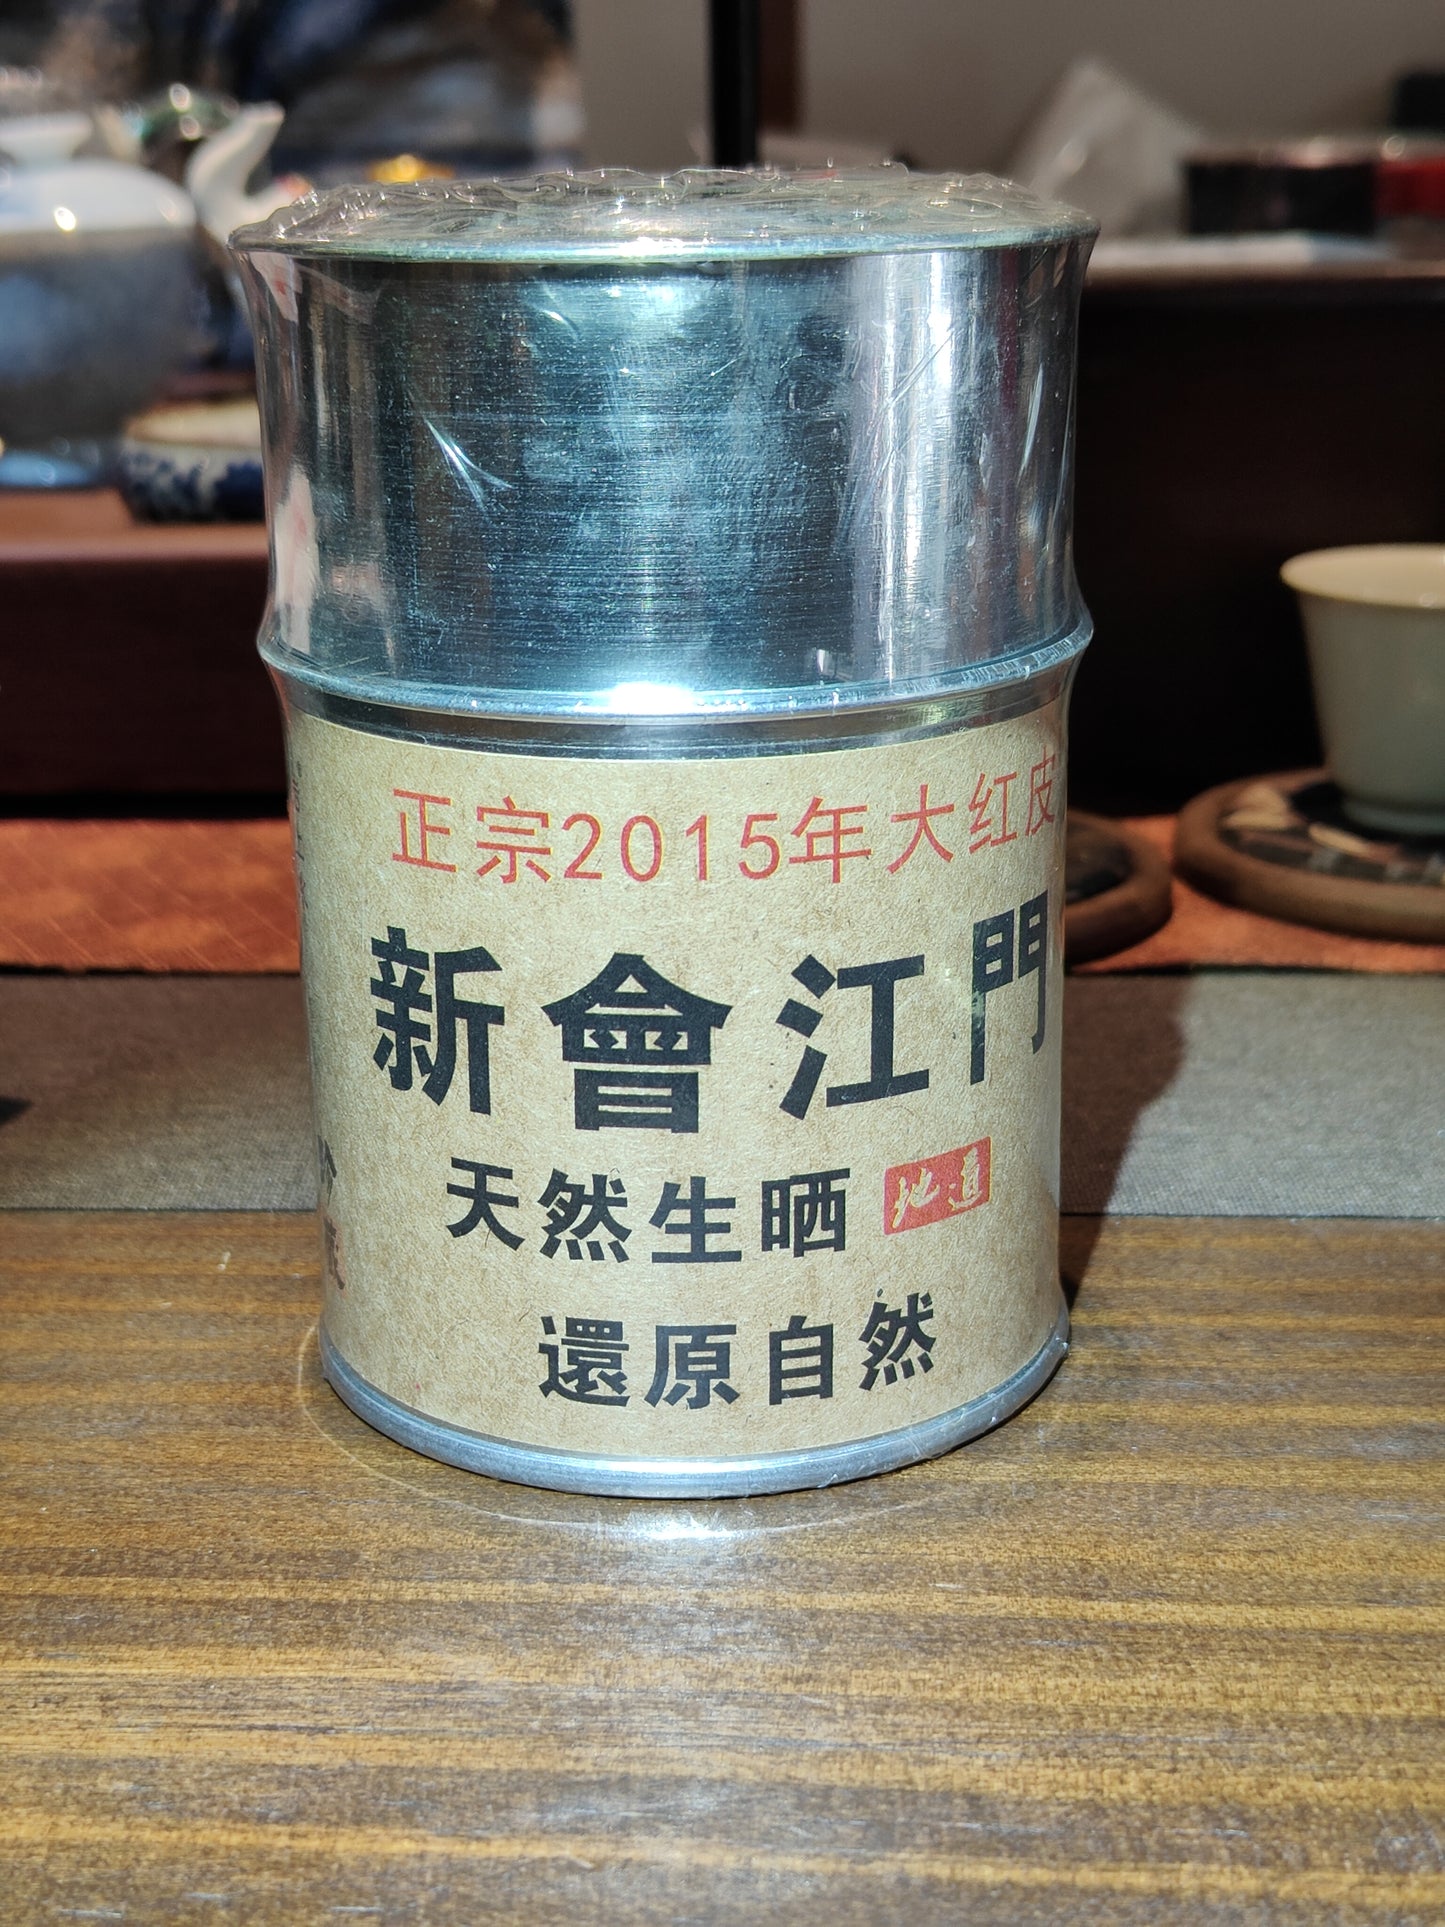 正宗2015年大红皮
新會江門
天然生晒 地道
還原自然